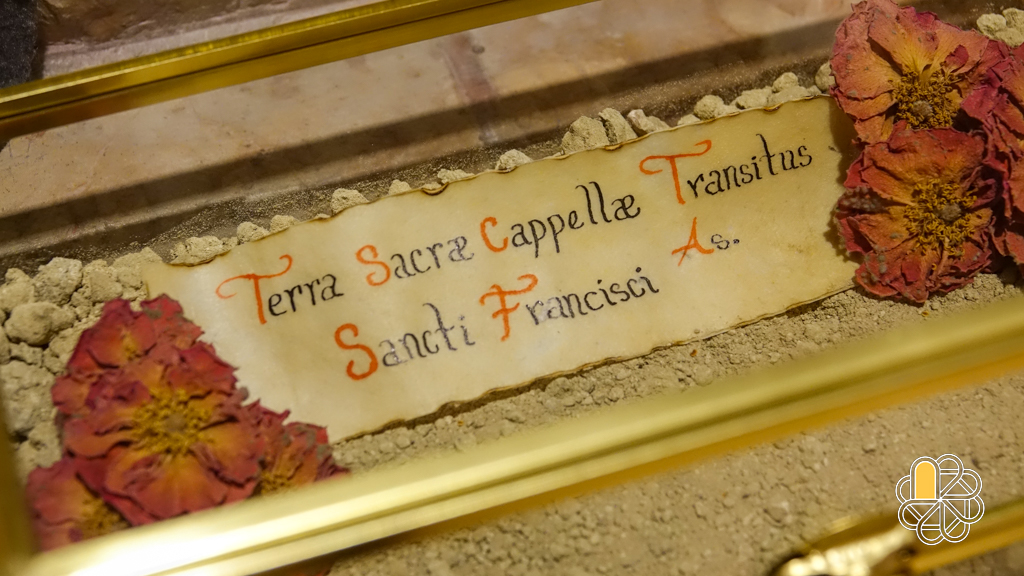 Terra Sacræ Cappellæ Transitus
Sancti Francisci As.